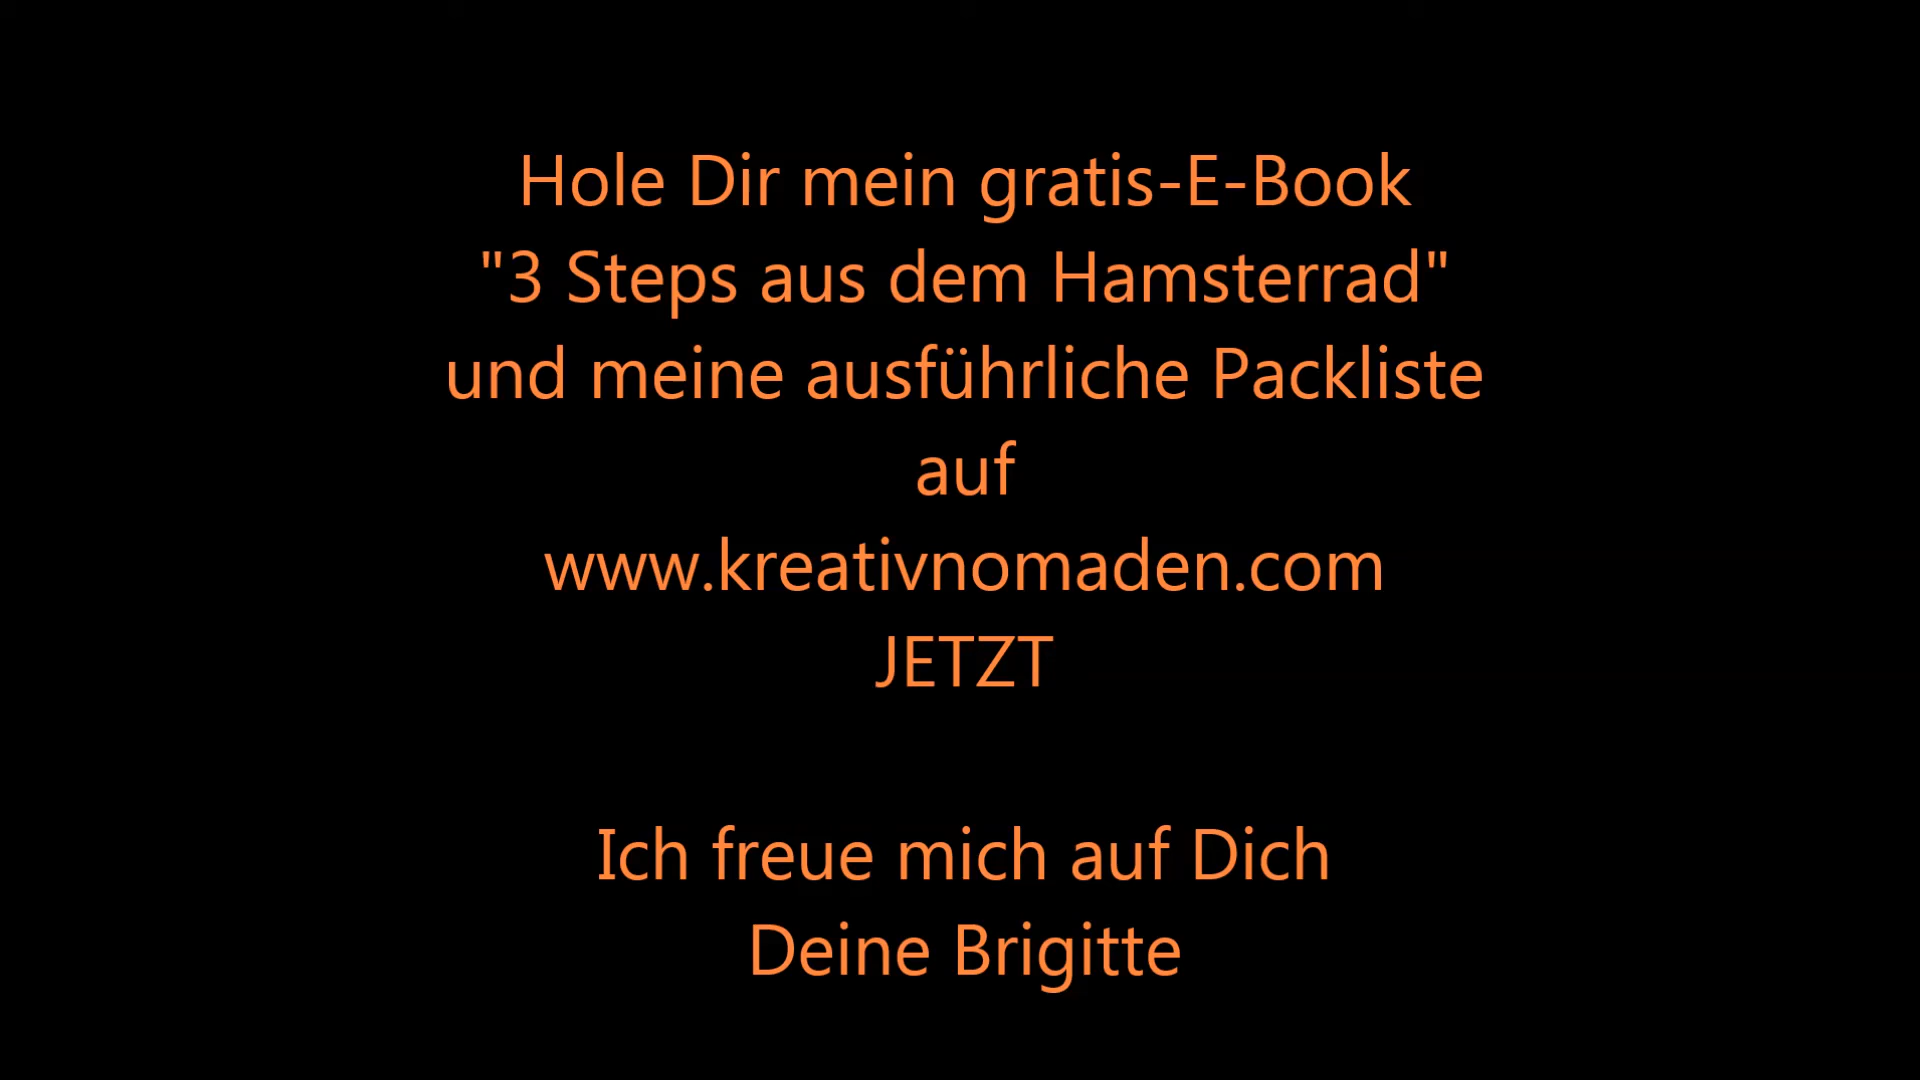 Hole Dir mein gratis-E-Book
"3 Steps aus dem Hamsterrad"
und meine ausführliche Packliste
auf
www.kreativnomaden.com
JETZT
Ich freue mich auf Dich
Deine Brigitte